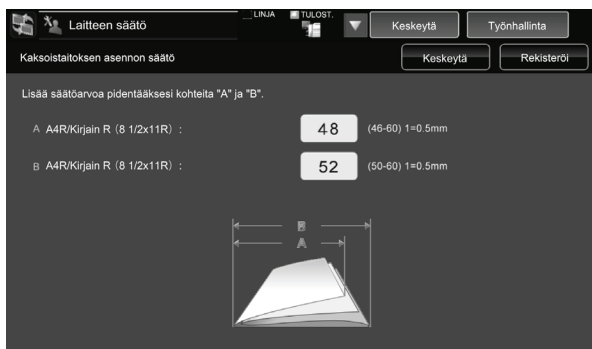 Laitteen säätö
LINJA
TULOST.
Keskeytä
Työnhallinta
Kaksoistaitoksen asennon säätö
Keskeytä
Rekisteröi
Lisää säätöarvoa pidentääksesi kohteita "A" ja "B".
A A4R/Kirjain R (8 1/2x11R) : 48 (46-60) 1=0.5mm
B A4R/Kirjain R (8 1/2x11R) : 52 (50-60) 1=0.5mm
B
A